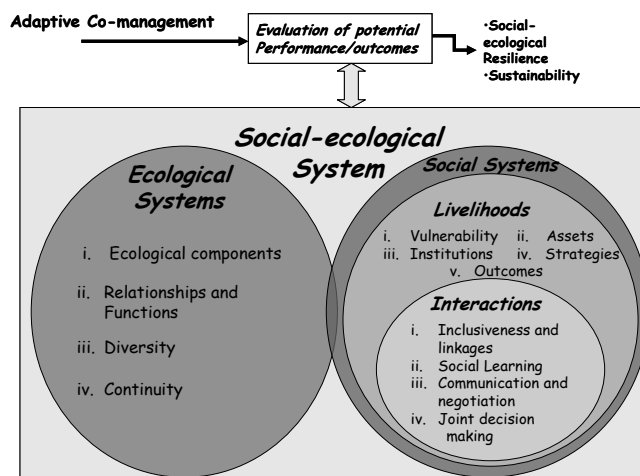 Adaptive Co-management
Evaluation of potential
Performance/outcomes
•Social-
ecological
Resilience
•Sustainability
Social-ecological
System
Ecological
Systems
i. Ecological components
ii. Relationships and
Functions
iii. Diversity
iv. Continuity
Social Systems
Livelihoods
i. Vulnerability ii. Assets
iii. Institutions iv. Strategies
v. Outcomes
Interactions
i. Inclusiveness and
linkages
ii. Social Learning
iii. Communication and
negotiation
iv. Joint decision
making